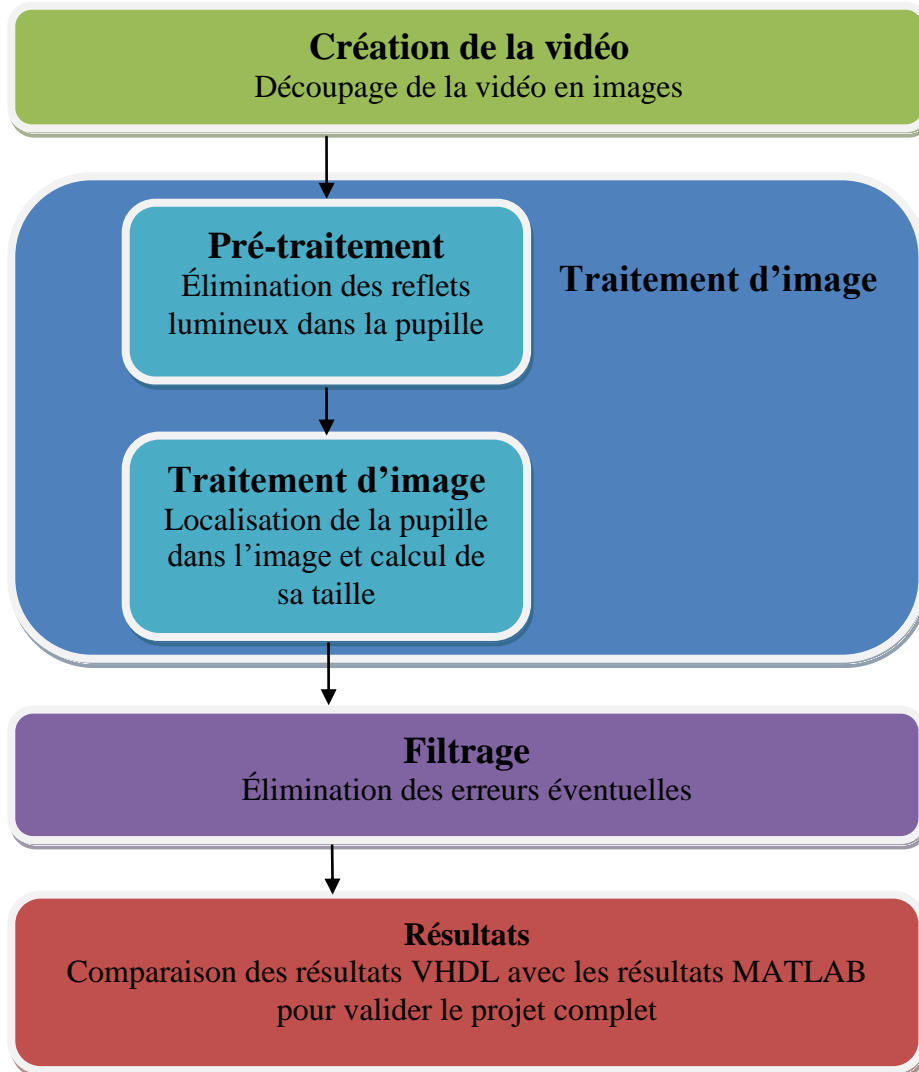 Création de la vidéo
Découpage de la vidéo en images
Pré-traitement
Élimination des reflets
lumineux dans la pupille
Traitement d’image
Traitement d’image
Localisation de la pupille
dans l’image et calcul de
sa taille
Filtrage
Élimination des erreurs éventuelles
Résultats
Comparaison des résultats VHDL avec les résultats MATLAB
pour valider le projet complet